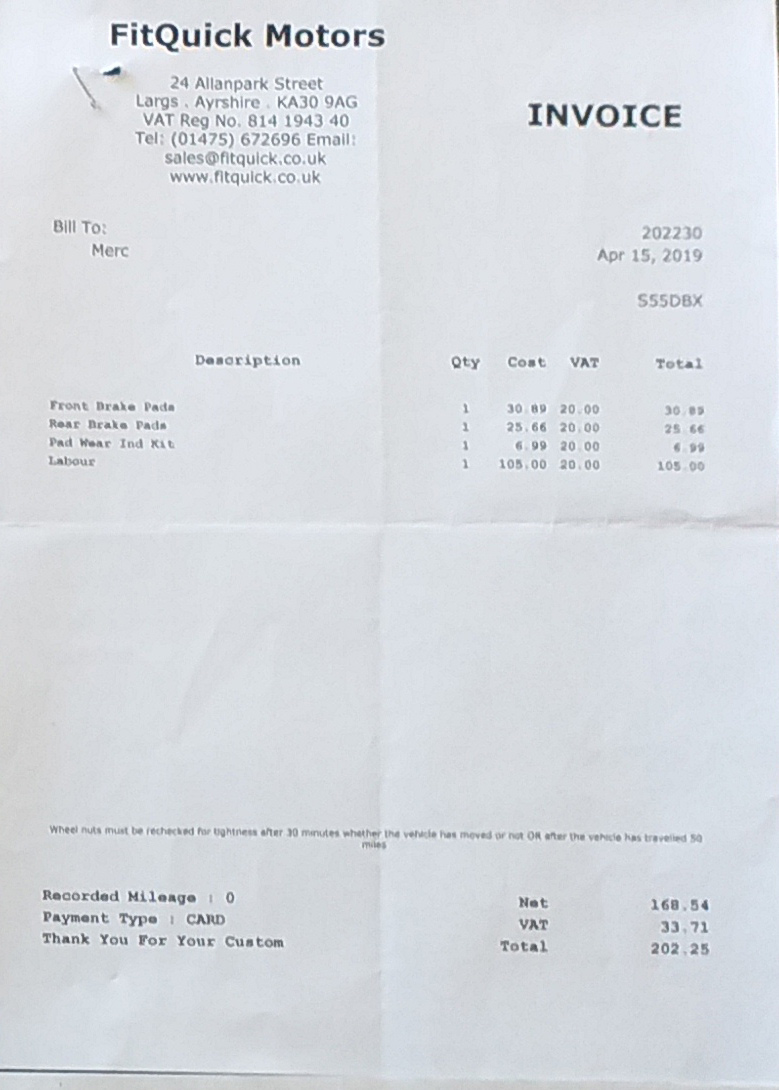 FitQuick Motors
24 Allanpark Street
Largs . Ayrshire . KA30 9AG
VAT Reg No. 814 1943 40
Tel: (01475) 672696 Email:
sales@fitquick.co.uk
www.fitquick.co.uk
INVOICE
Bill To:
Merc
202230
Apr 15, 2019
S55DBX
Description Qty Cost VAT Total
Front Brake Pads 1 30.89 20.00 30.89
Rear Brake Pads 1 25.66 20.00 25.66
Pad Wear Ind Kit 1 6.99 20.00 6.99
Labour 1 105.00 20.00 105.00
Wheel nuts must be rechecked for tightness after 30 minutes whether the vehicle has moved or not OR after the vehicle has travelled 50
miles
Recorded Mileage : 0
Payment Type : CARD
Thank You For Your Custom
Net 168.54
VAT 33.71
Total 202.25